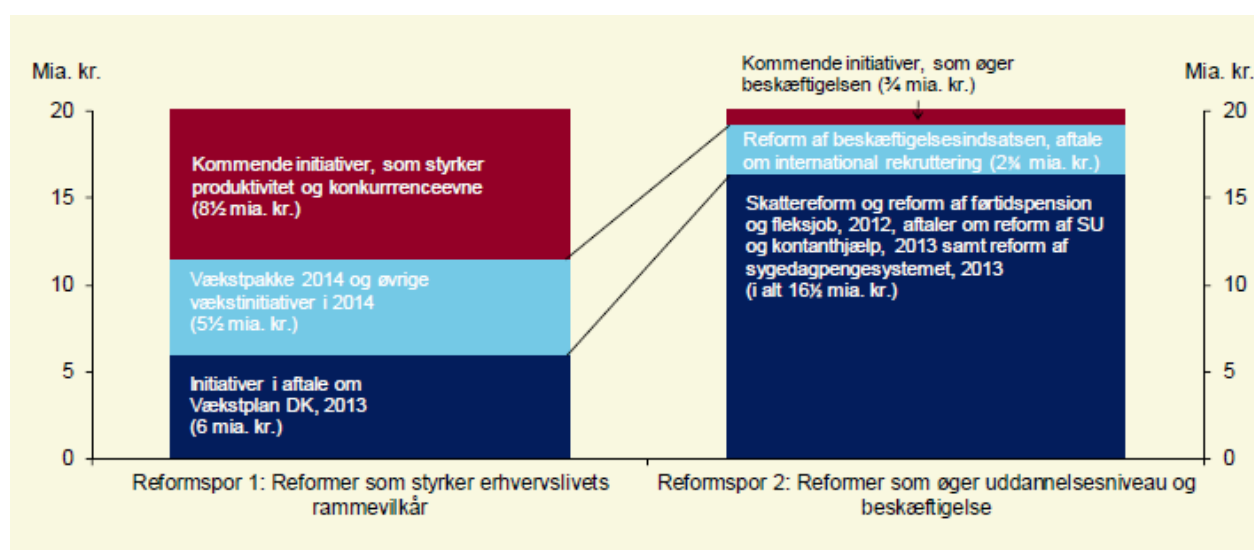 Mia. kr.
20
15
10
5
0
Kommende initiativer, som styrker
produktivitet og konkurrrenceevne
(8½ mia. kr.)
Vækstpakke 2014 og øvrige
vækstinitiativer i 2014
(5½ mia. kr.)
Initiativer i aftale om
Vækstplan DK, 2013
(6 mia. kr.)
Reformspor 1: Reformer som styrker erhvervslivets
rammevilkår
Kommende initiativer, som øger
beskæftigelsen (¾ mia. kr.)
Reform af beskæftigelsesindsatsen, aftale
om international rekruttering (2¾ mia. kr.)
Skattereform og reform af førtidspension
og fleksjob, 2012, aftaler om reform af SU
og kontanthjælp, 2013 samt reform af
sygedagpengesystemet, 2013
(i alt 16½ mia. kr.)
Reformspor 2: Reformer som øger uddannelsesniveau og
beskæftigelse
Mia. kr.
20
15
10
5
0